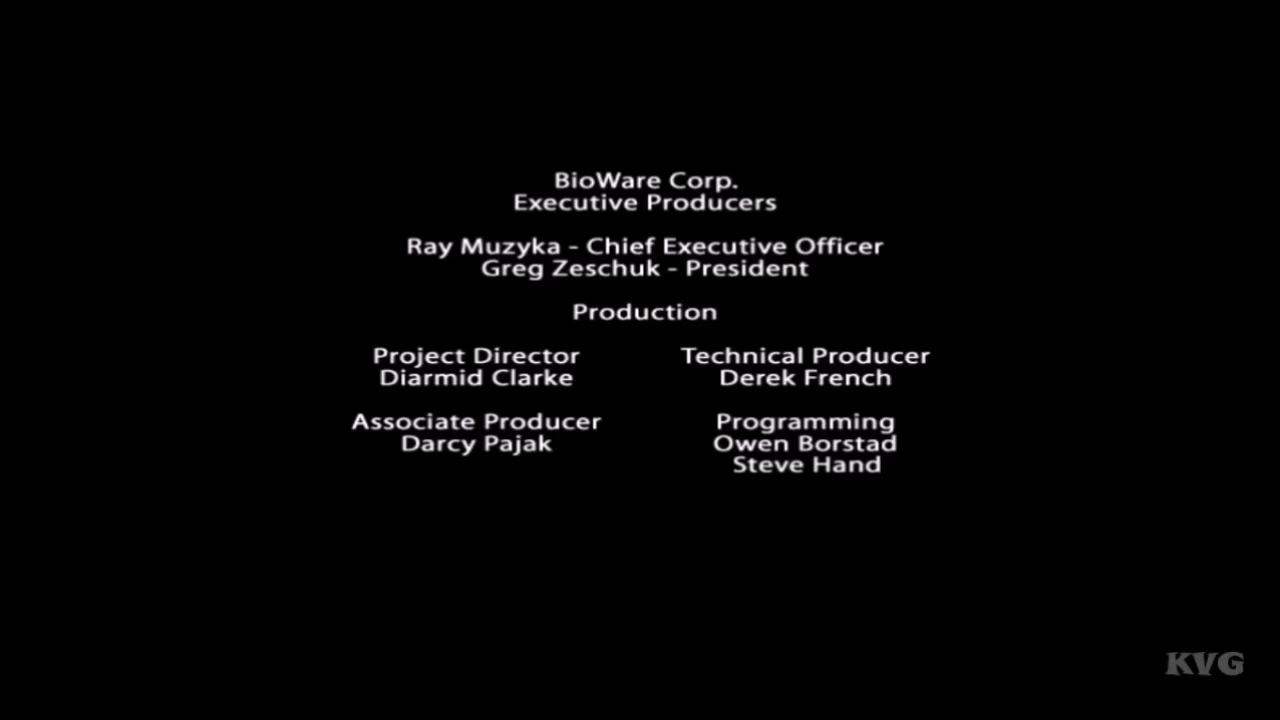 BioWare Corp.
Executive Producers
Ray Muzyka - Chief Executive Officer
Greg Zeschuk - President
Production
Project Director
Diarmid Clarke
Technical Producer
Derek French
Associate Producer
Darcy Pajak
Programming
Owen Borstad
Steve Hand
KVG